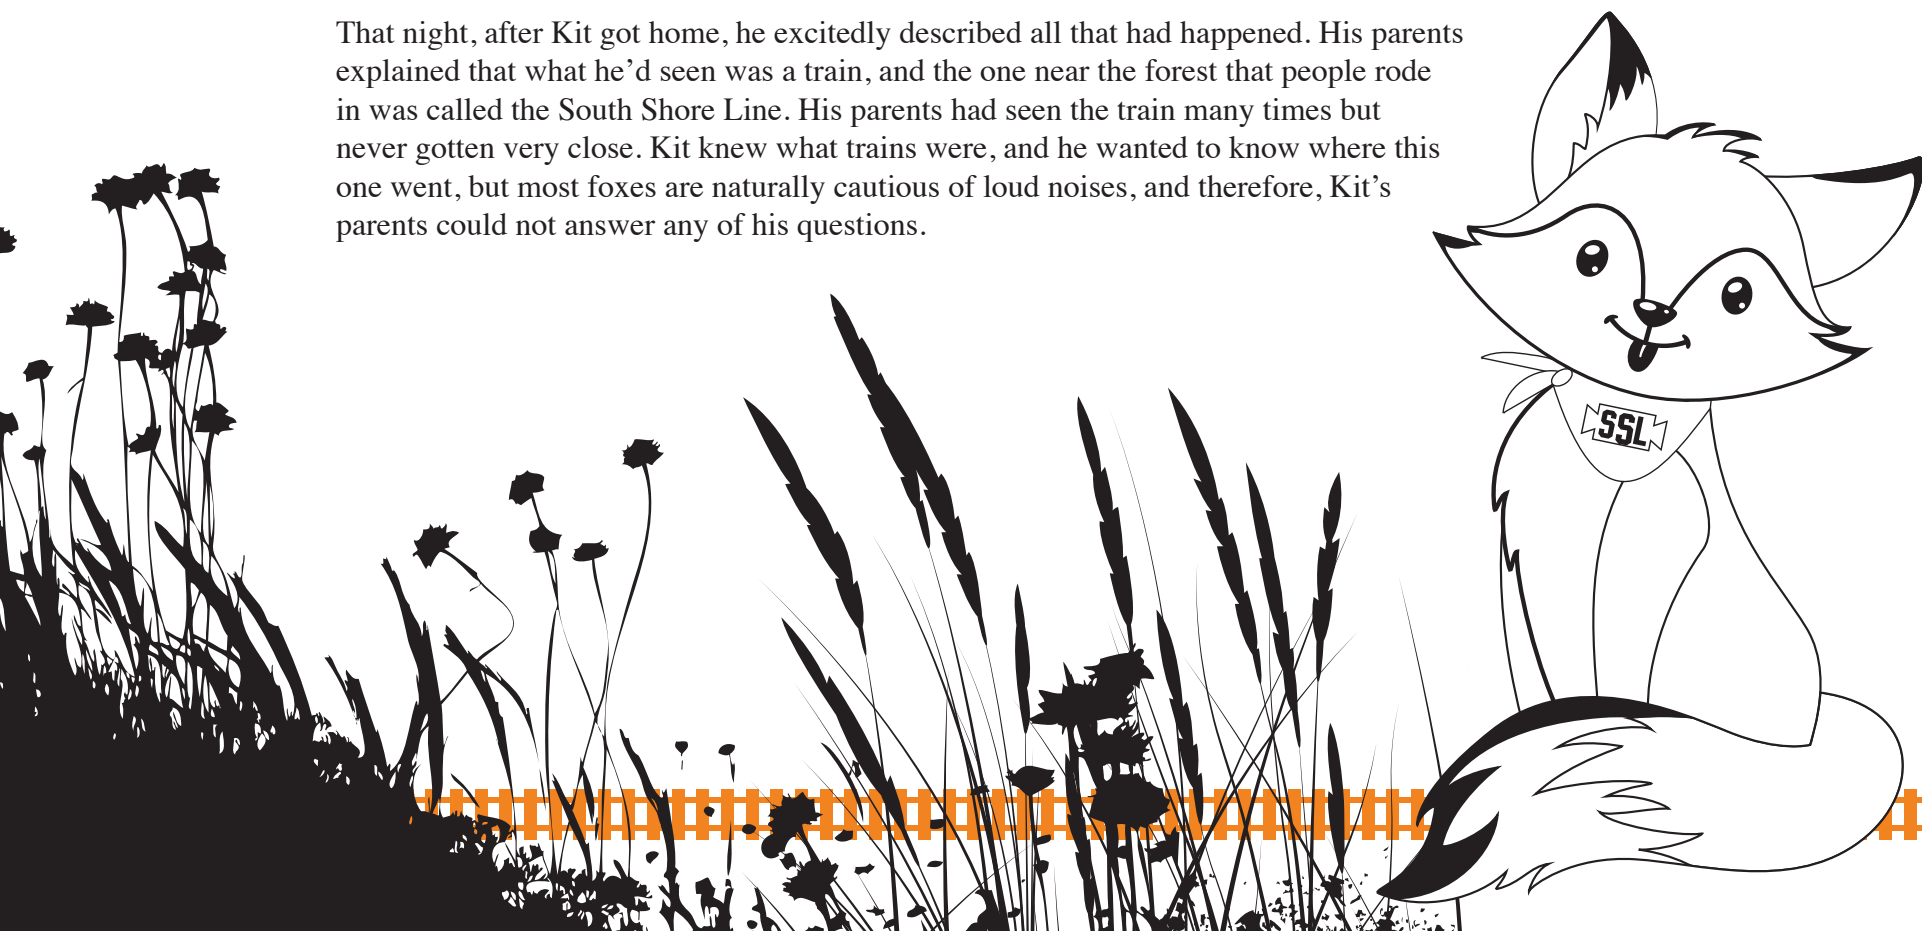 That night, after Kit got home, he excitedly described all that had happened. His parents
explained that what he’d seen was a train, and the one near the forest that people rode
in was called the South Shore Line. His parents had seen the train many times but
never gotten very close. Kit knew what trains were, and he wanted to know where this
one went, but most foxes are naturally cautious of loud noises, and therefore, Kit’s
parents could not answer any of his questions.
SSL